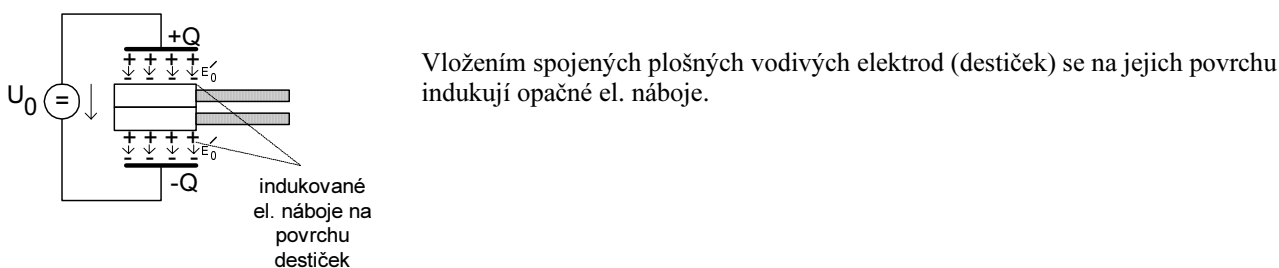 +Q
+ + + +
- - - - E₀′
U₀ =
+ + + +
- - - - E₀′
-Q
indukované
el. náboje na
povrchu
destiček
Vložením spojených plošných vodivých elektrod (destiček) se na jejich povrchu
indukují opačné el. náboje.